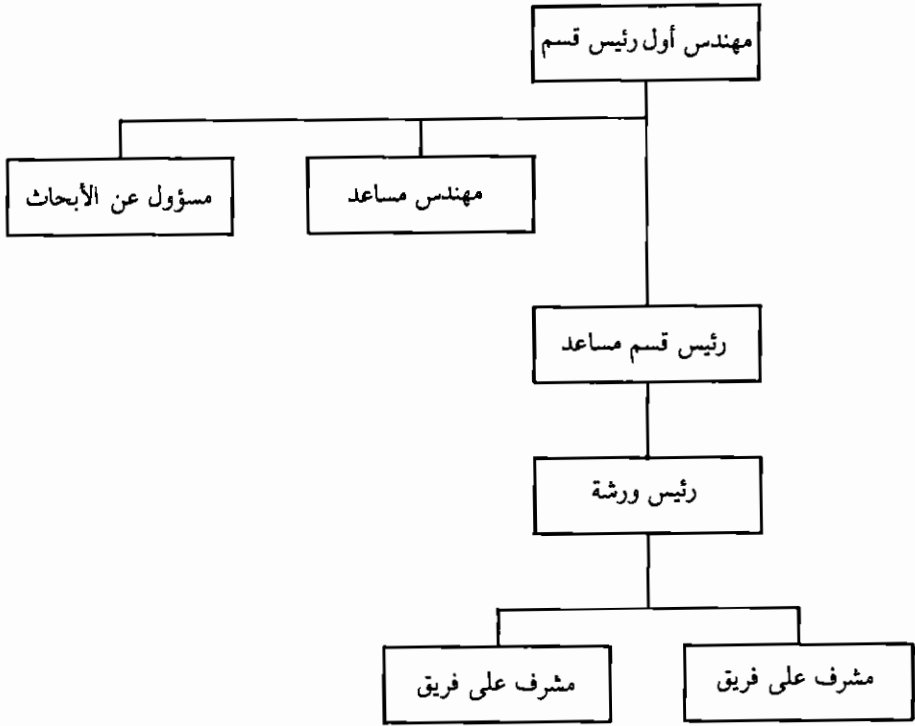 مهندس أول رئيس قسم
مهندس مساعد
مسؤول عن الأبحاث
رئيس قسم مساعد
رئيس ورشة
مشرف على فريق
مشرف على فريق